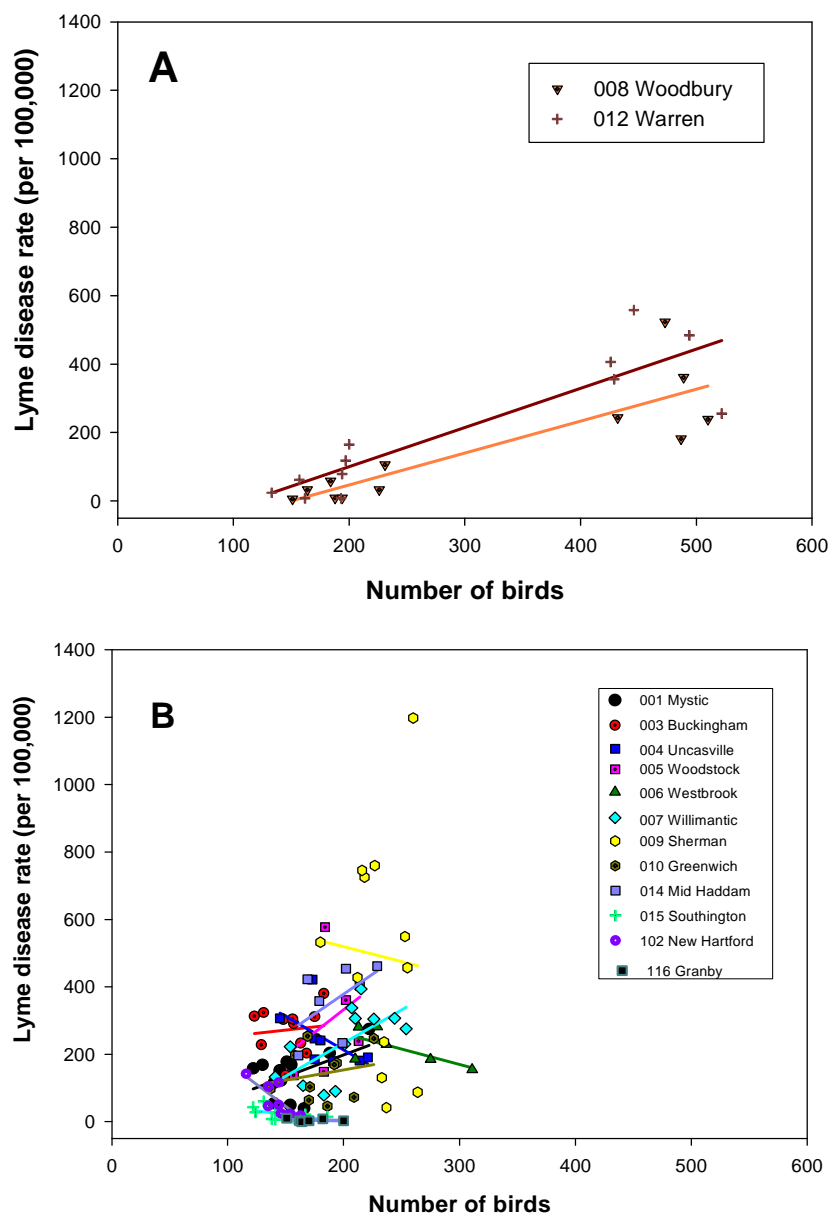 1400
1200
1000
800
600
400
200
0
Lyme disease rate (per 100,000)
A
008 Woodbury
012 Warren
0 100 200 300 400 500 600
Number of birds
1400
1200
1000
800
600
400
200
0
Lyme disease rate (per 100,000)
B
001 Mystic
003 Buckingham
004 Uncasville
005 Woodstock
006 Westbrook
007 Willimantic
009 Sherman
010 Greenwich
014 Mid Haddam
015 Southington
102 New Hartford
116 Granby
0 100 200 300 400 500 600
Number of birds